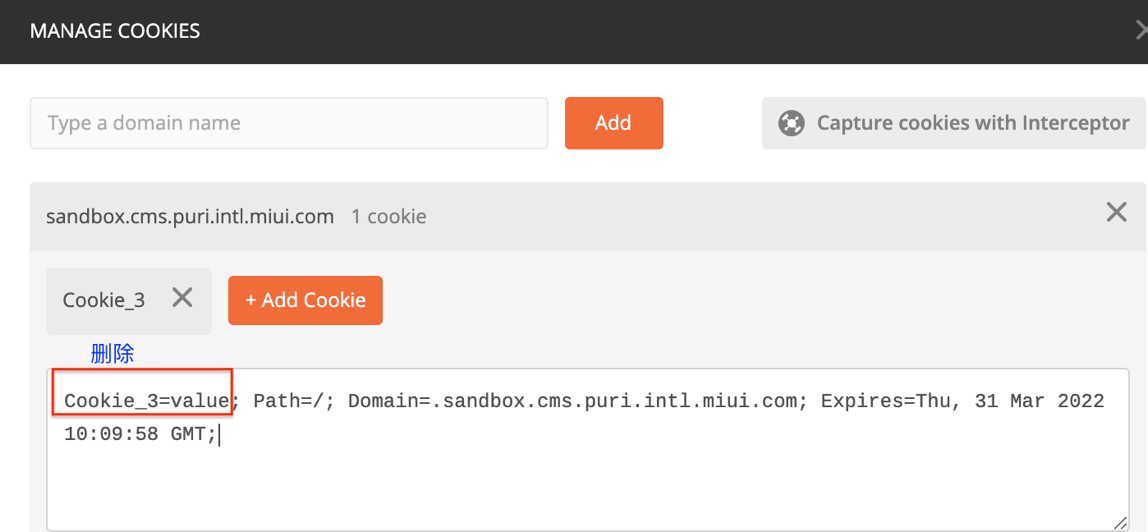 MANAGE COOKIES
Type a domain name
Add
Capture cookies with Interceptor
sandbox.cms.puri.intl.miui.com 1 cookie
Cookie_3
+ Add Cookie
删除
Cookie_3=value; Path=/; Domain=.sandbox.cms.puri.intl.miui.com; Expires=Thu, 31 Mar 2022
10:09:58 GMT;